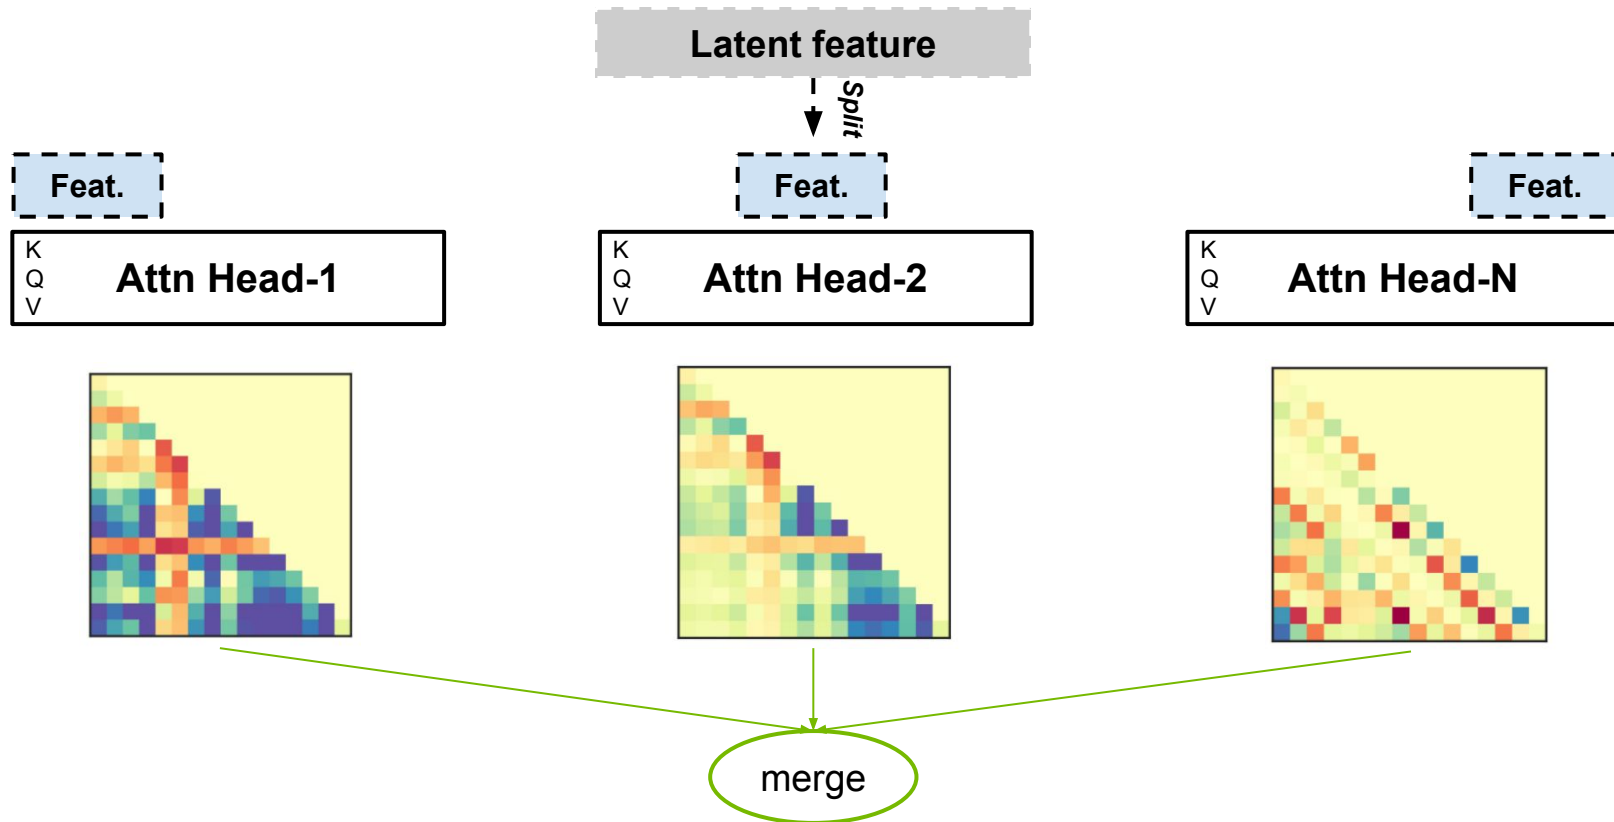 Latent feature
Split
Feat.
Feat.
Feat.
K
Q
V
Attn Head-1
K
Q
V
Attn Head-2
K
Q
V
Attn Head-N
merge